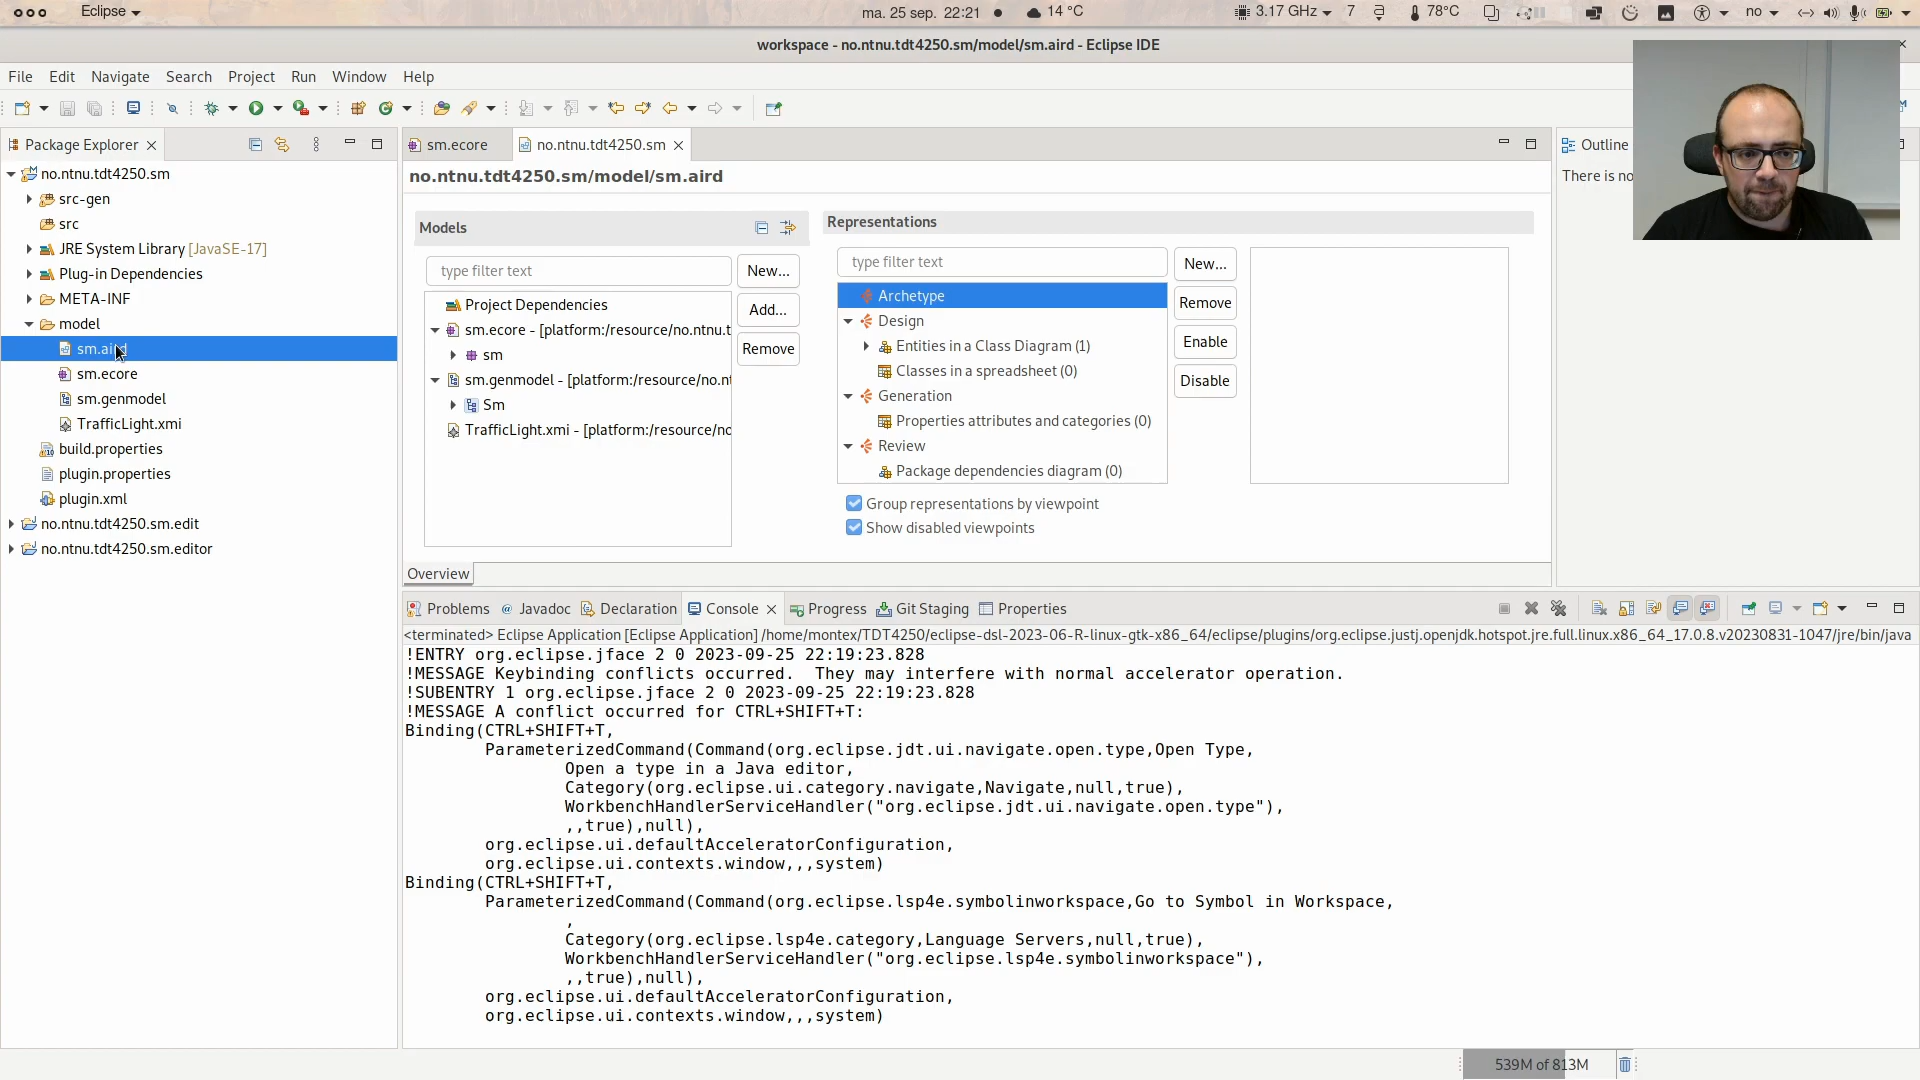 Eclipse
ma. 25 sep. 22:21
14 °C
3.17 GHz
7
78°C
no
workspace - no.ntnu.tdt4250.sm/model/sm.aird - Eclipse IDE
File Edit Navigate Search Project Run Window Help
Package Explorer
no.ntnu.tdt4250.sm
src-gen
src
JRE System Library [JavaSE-17]
Plug-in Dependencies
META-INF
model
sm.aird
sm.ecore
sm.genmodel
TrafficLight.xmi
build.properties
plugin.properties
plugin.xml
no.ntnu.tdt4250.sm.edit
no.ntnu.tdt4250.sm.editor
sm.ecore
no.ntnu.tdt4250.sm
no.ntnu.tdt4250.sm/model/sm.aird
Models
type filter text
New...
Add...
Remove
Project Dependencies
sm.ecore - [platform:/resource/no.ntnu.t
sm
sm.genmodel - [platform:/resource/no.nt
Sm
TrafficLight.xmi - [platform:/resource/no
Representations
type filter text
New...
Remove
Enable
Disable
Archetype
Design
Entities in a Class Diagram (1)
Classes in a spreadsheet (0)
Generation
Properties attributes and categories (0)
Review
Package dependencies diagram (0)
Group representations by viewpoint
Show disabled viewpoints
Overview
Outline
There is no
Problems
Javadoc
Declaration
Console
Progress
Git Staging
Properties
<terminated> Eclipse Application [Eclipse Application] /home/montex/TDT4250/eclipse-dsl-2023-06-R-linux-gtk-x86_64/eclipse/plugins/org.eclipse.justj.openjdk.hotspot.jre.full.linux.x86_64_17.0.8.v20230831-1047/jre/bin/java
!ENTRY org.eclipse.jface 2 0 2023-09-25 22:19:23.828
!MESSAGE Keybinding conflicts occurred.  They may interfere with normal accelerator operation.
!SUBENTRY 1 org.eclipse.jface 2 0 2023-09-25 22:19:23.828
!MESSAGE A conflict occurred for CTRL+SHIFT+T:
Binding(CTRL+SHIFT+T,
ParameterizedCommand(Command(org.eclipse.jdt.ui.navigate.open.type,Open Type,
Open a type in a Java editor,
Category(org.eclipse.ui.category.navigate,Navigate,null,true),
WorkbenchHandlerServiceHandler("org.eclipse.jdt.ui.navigate.open.type"),
,,true),null),
org.eclipse.ui.defaultAcceleratorConfiguration,
org.eclipse.ui.contexts.window,,,system)
Binding(CTRL+SHIFT+T,
ParameterizedCommand(Command(org.eclipse.lsp4e.symbolinworkspace,Go to Symbol in Workspace,
,
Category(org.eclipse.lsp4e.category,Language Servers,null,true),
WorkbenchHandlerServiceHandler("org.eclipse.lsp4e.symbolinworkspace"),
,,true),null),
org.eclipse.ui.defaultAcceleratorConfiguration,
org.eclipse.ui.contexts.window,,,system)
539M of 813M